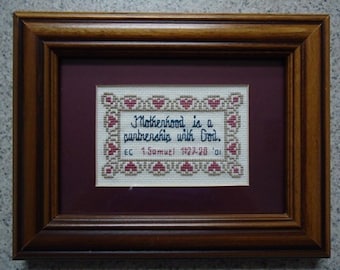 Motherhood is a
partnership with God.
EC 1 Samuel 1:27-28 '01